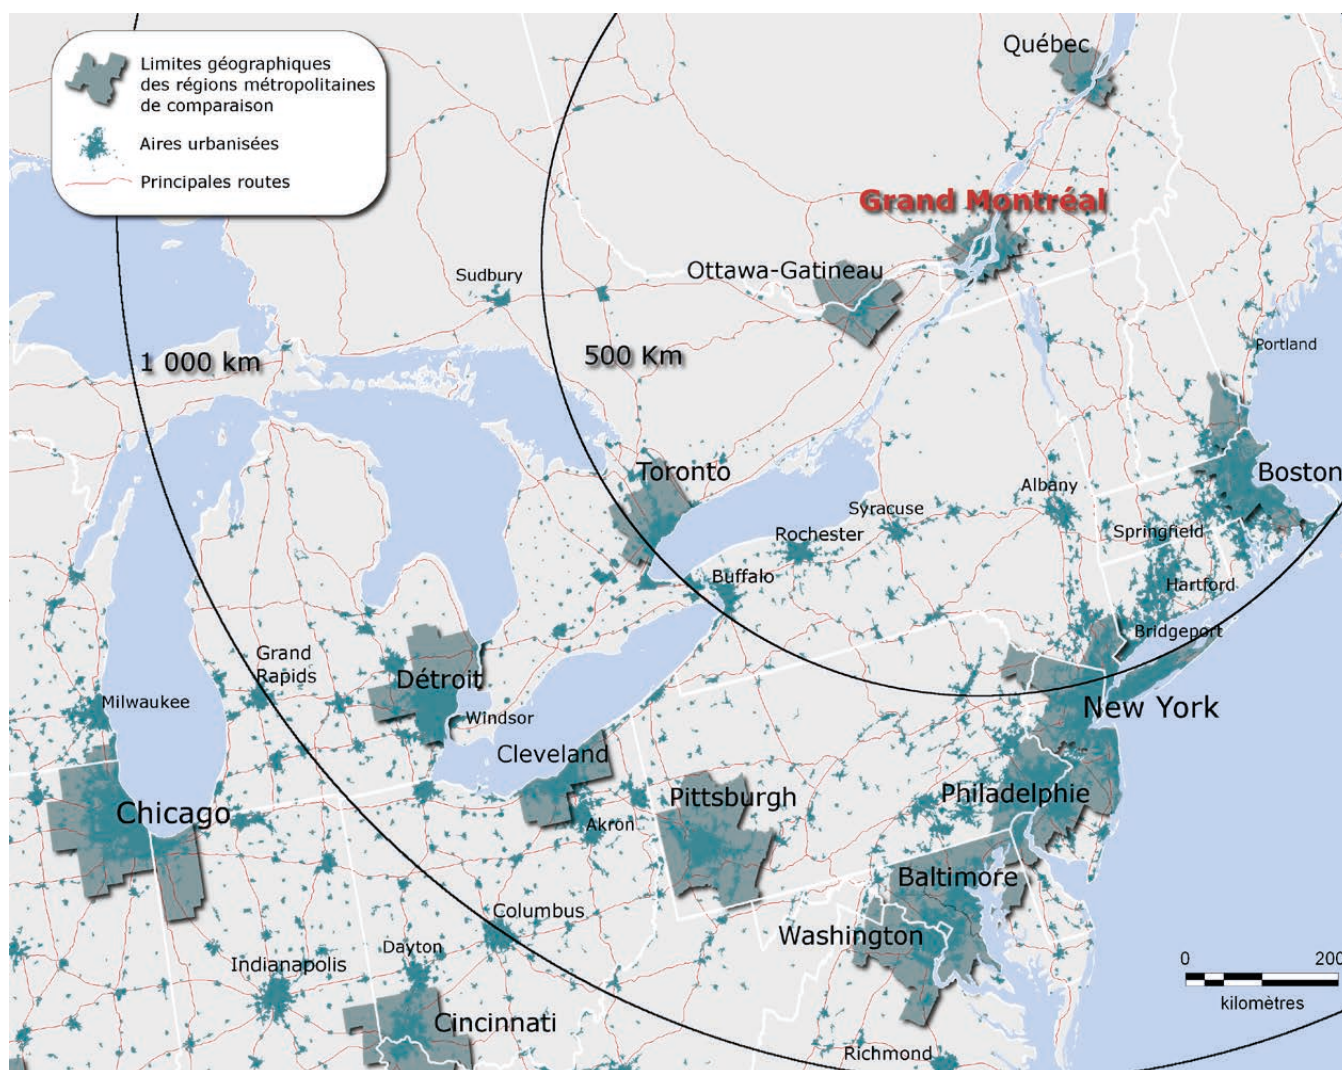 Limites géographiques
des régions métropolitaines
de comparaison
Aires urbanisées
Principales routes
Québec
Grand Montréal
Ottawa-Gatineau
Sudbury
1 000 km
500 Km
Portland
Toronto
Boston
Albany
Syracuse
Rochester
Springfield
Buffalo
Hartford
Bridgeport
Grand
Rapids
Détroit
Milwaukee
Windsor
New York
Cleveland
Chicago
Pittsburgh
Philadelphie
Akron
Baltimore
Columbus
Washington
Dayton
Indianapolis
0 200
kilomètres
Cincinnati
Richmond